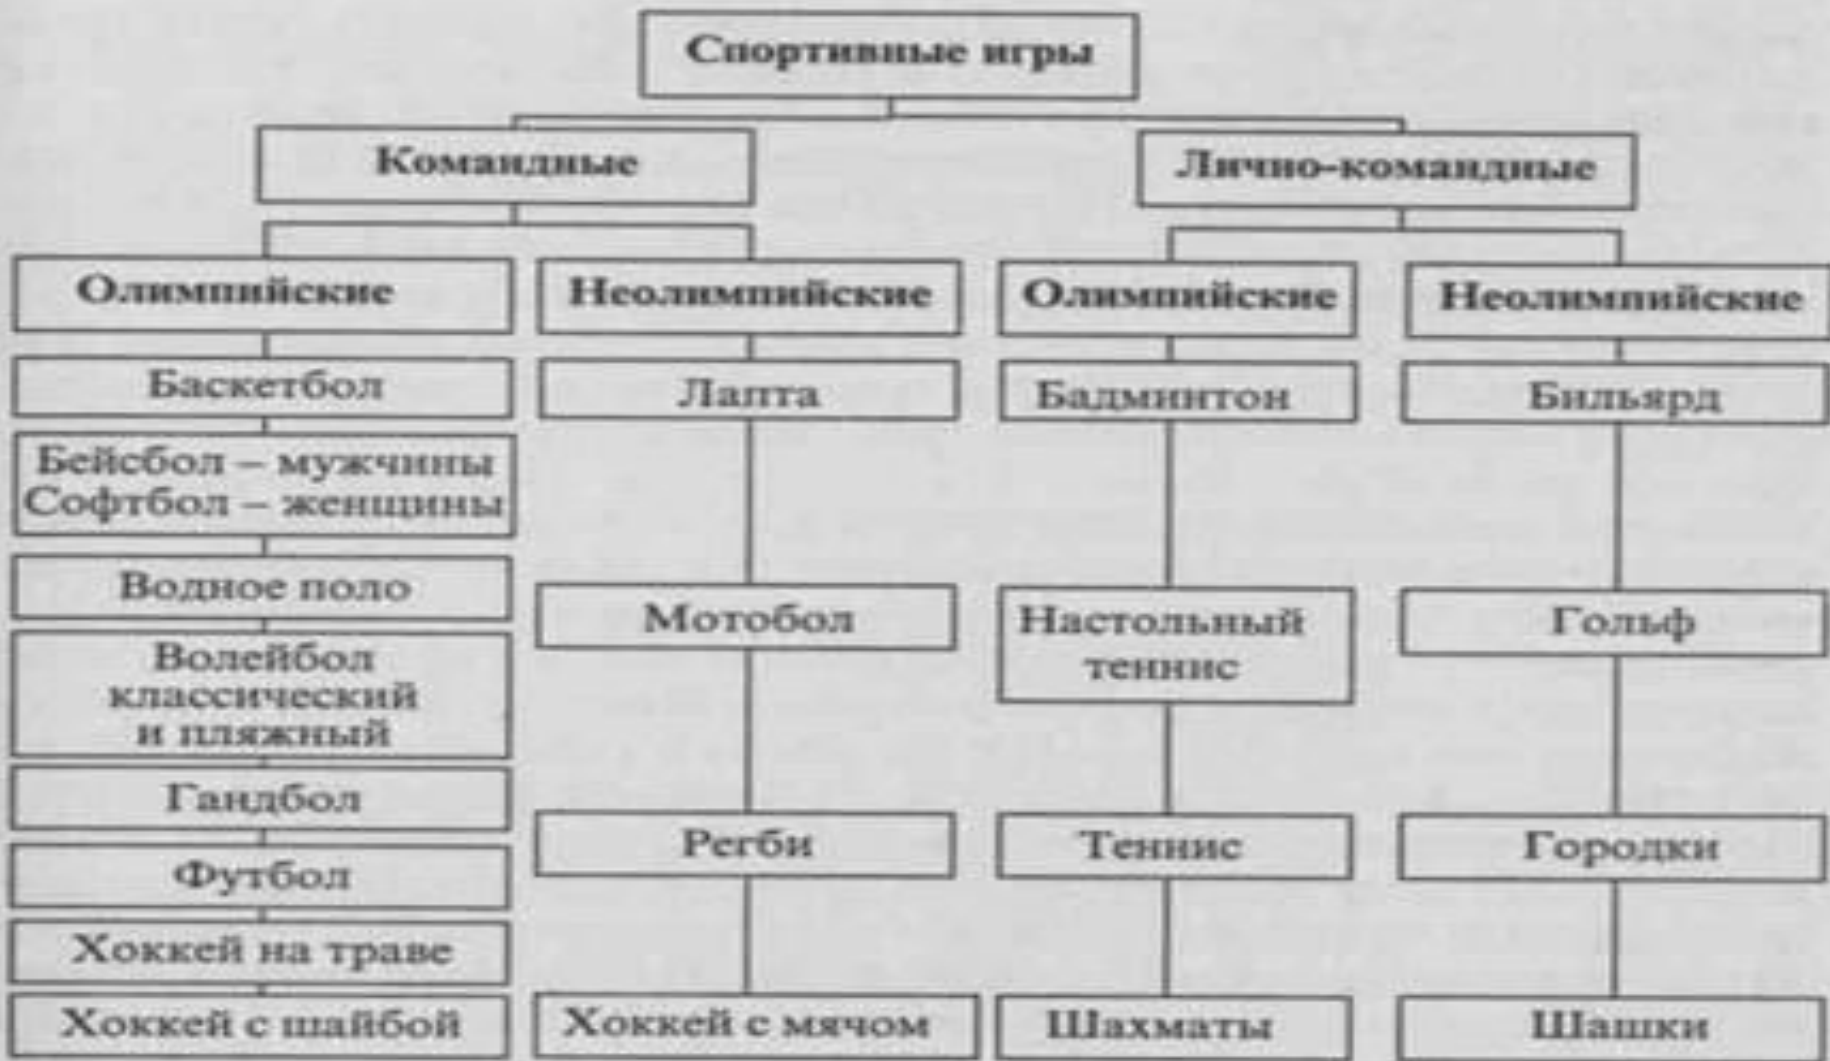 Спортивные игры
Командные
Лично-командные
Олимпийские
Неолимпийские
Олимпийские
Неолимпийские
Баскетбол
Лапта
Бадминтон
Бильярд
Бейсбол – мужчины
Софтбол – женщины
Водное поло
Мотобол
Настольный
теннис
Гольф
Волейбол
классический
и пляжный
Гандбол
Регби
Теннис
Городки
Футбол
Хоккей на траве
Хоккей с шайбой
Хоккей с мячом
Шахматы
Шашки